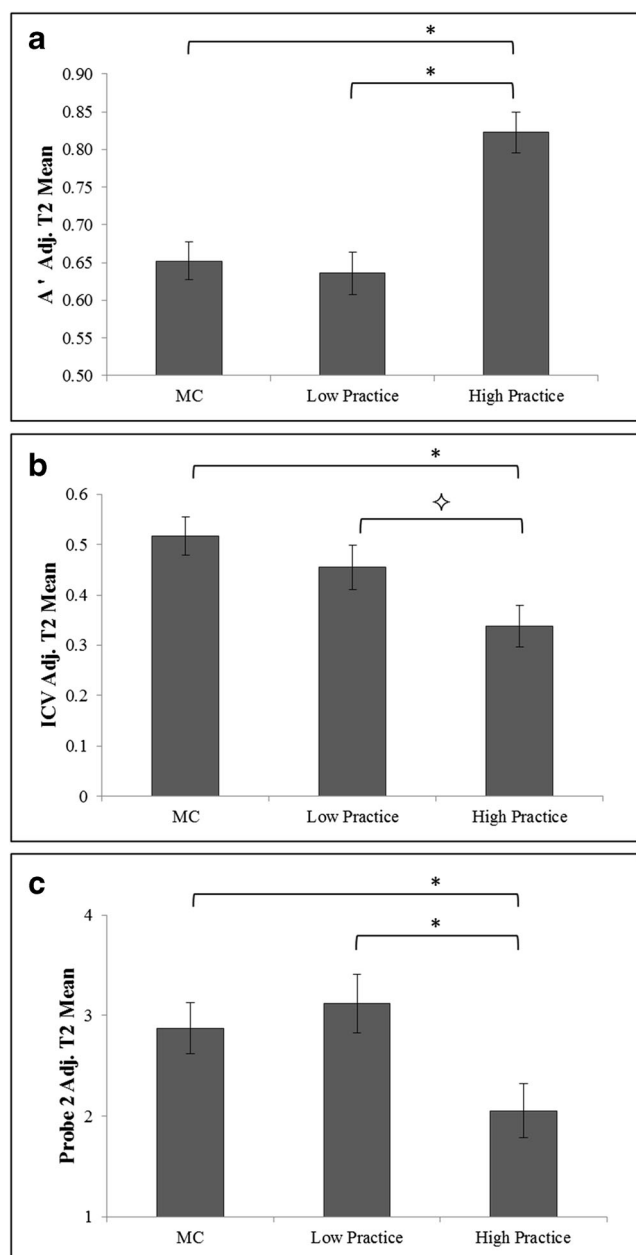 a
*
*
0.90
0.85
0.80
0.75
0.70
0.65
0.60
0.55
0.50
A ' Adj. T2 Mean
MC Low Practice High Practice
b
*
✧
0.6
0.5
0.4
0.3
0.2
0.1
0
ICV Adj. T2 Mean
MC Low Practice High Practice
c
*
*
4
3
2
1
Probe 2 Adj. T2 Mean
MC Low Practice High Practice